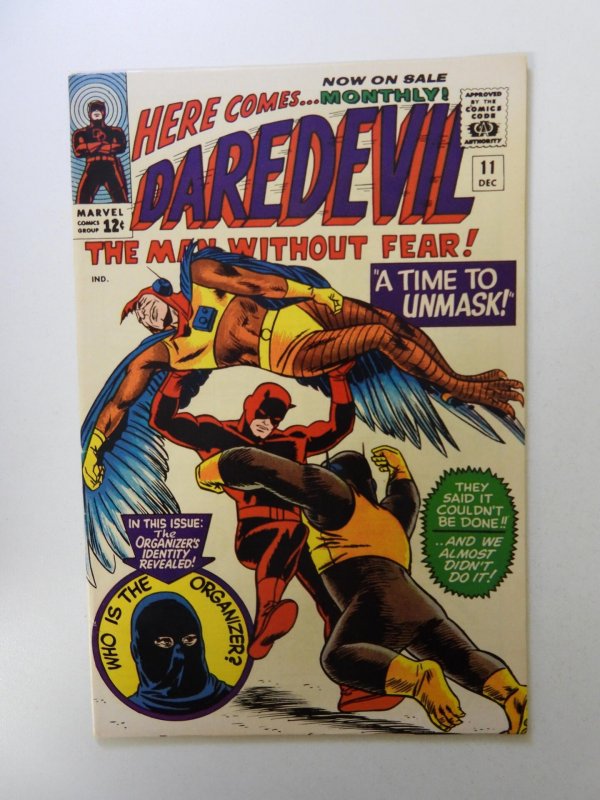 NOW ON SALE
MONTHLY!
HERE COMES...
DAREDEVIL
THE MAN WITHOUT FEAR!
APPROVED
BY THE
COMICS
CODE
CA
AUTHORITY
11
DEC
MARVEL
COMICS
GROUP 12¢
IND.
"A TIME TO
UNMASK!"
THEY
SAID IT
COULDN'T
BE DONE!!
...AND WE
ALMOST
DIDN'T
DO IT!
IN THIS ISSUE:
The
ORGANIZER'S
IDENTITY
REVEALED!
WHO IS THE ORGANIZER?